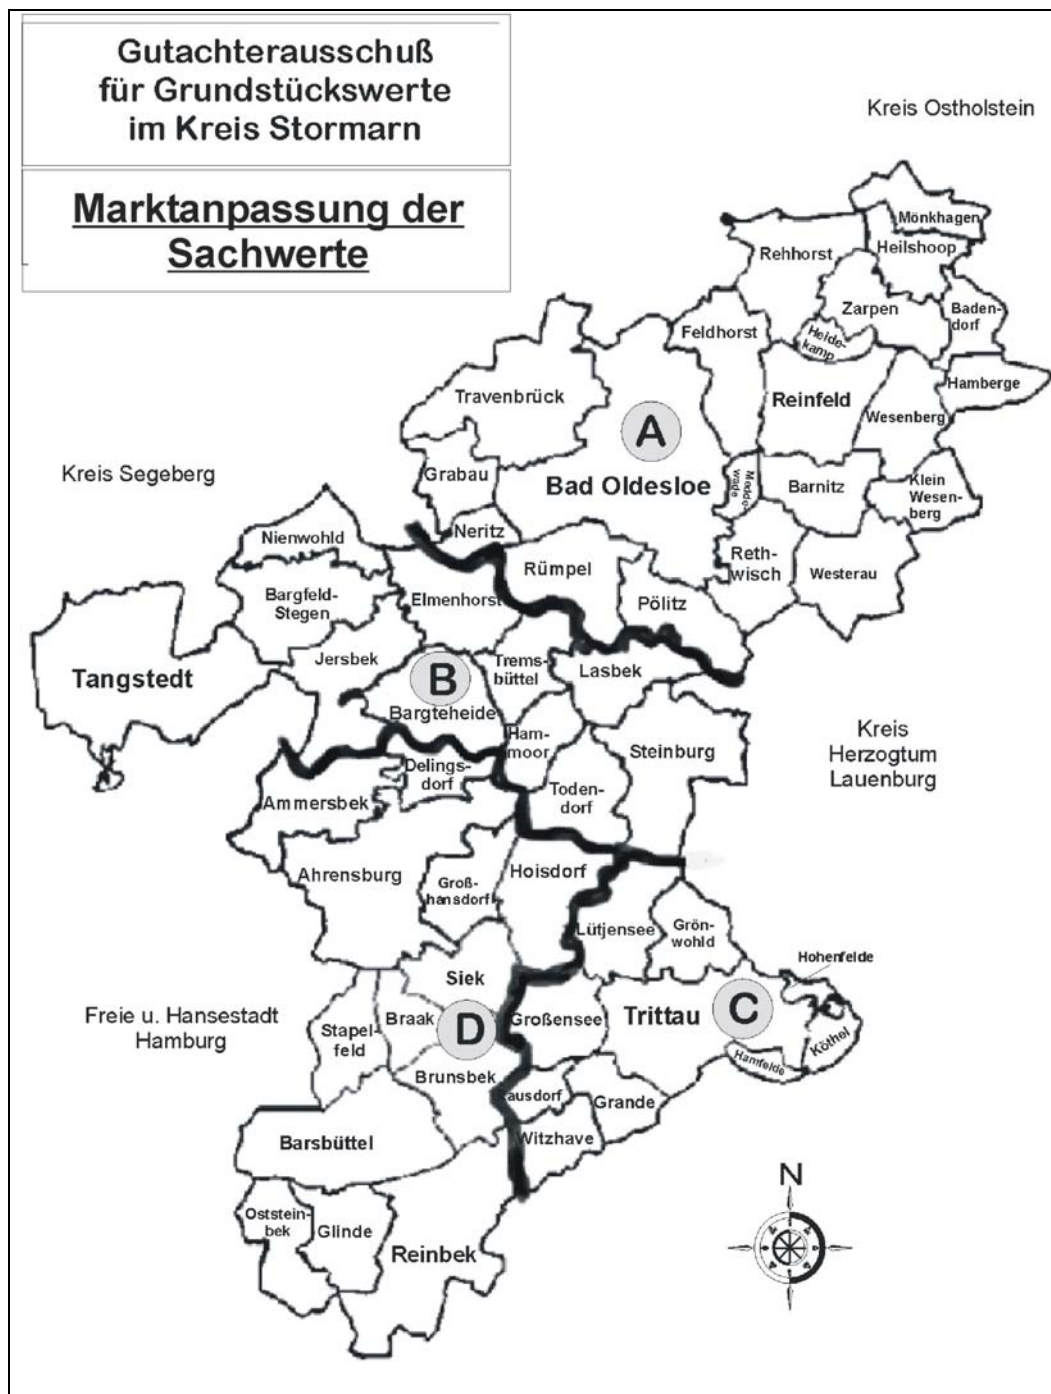 Gutachterausschuß
für Grundstückswerte
im Kreis Stormarn
Marktanpassung der
Sachwerte
Kreis Ostholstein
Mönkhagen
Rehhorst
Heilshoop
Zarpen
Baden-
dorf
Feldhorst
Heide-
kamp
Hamberge
Travenbrück
Reinfeld
Wesenberg
A
Kreis Segeberg
Grabau
Bad Oldesloe
Medde-
wade
Barnitz
Klein
Wesen-
berg
Neritz
Nienwohld
Rümpel
Reth-
wisch
Westerau
Bargfeld-
Stegen
Elmenhorst
Pölitz
Jersbek
Trems-
büttel
Lasbek
Tangstedt
B
Bargteheide
Ham-
moor
Steinburg
Kreis
Herzogtum
Lauenburg
Delings-
dorf
Toden-
dorf
Ammersbek
Ahrensburg
Groß-
hansdorf
Hoisdorf
Lütjensee
Grön-
wohld
Hohenfelde
Siek
Freie u. Hansestadt
Hamburg
Stapel-
feld
Braak
D
Großensee
Trittau
C
Köthel
Hamfelde
Brunsbek
ausdorf
Grande
Barsbüttel
Witzhave
Oststein-
bek
Glinde
Reinbek
N